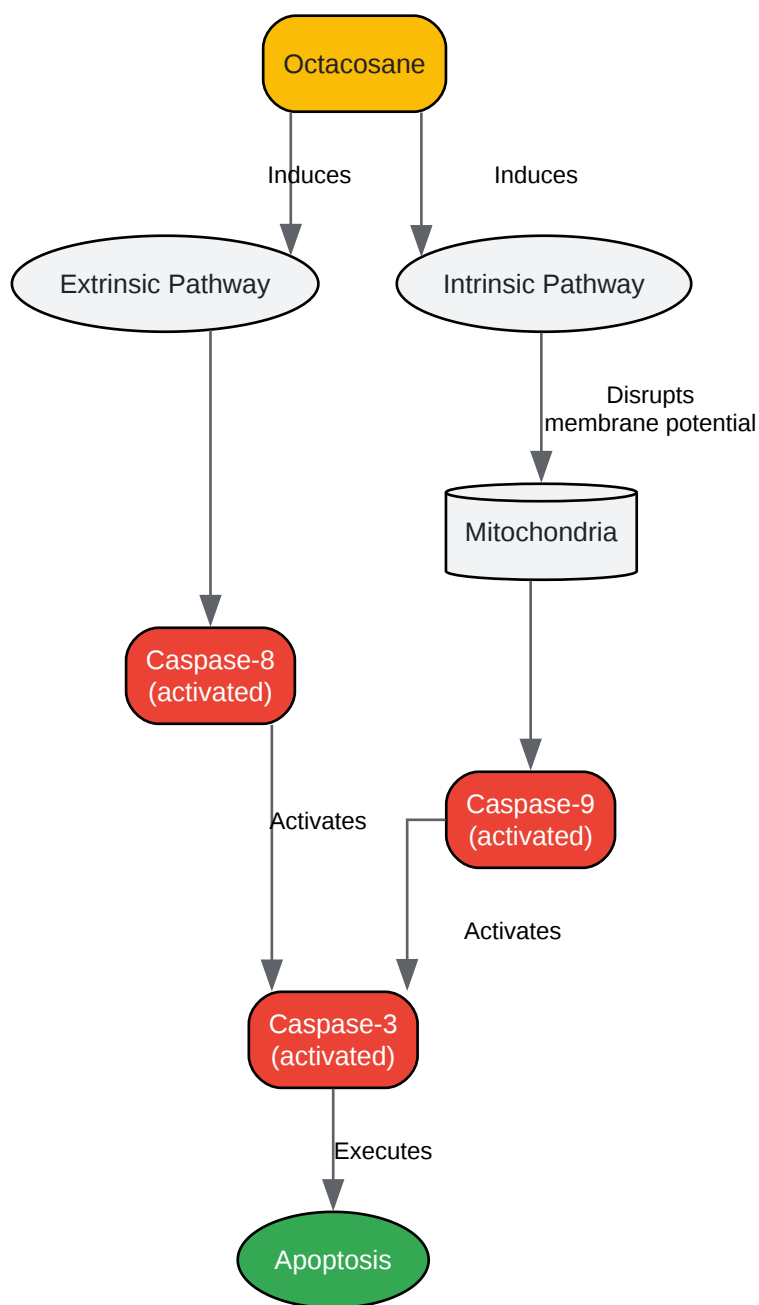 Octacosane
Induces
Induces
Extrinsic Pathway
Intrinsic Pathway
Disrupts
membrane potential
Mitochondria
Caspase-8
(activated)
Caspase-9
(activated)
Activates
Activates
Caspase-3
(activated)
Executes
Apoptosis